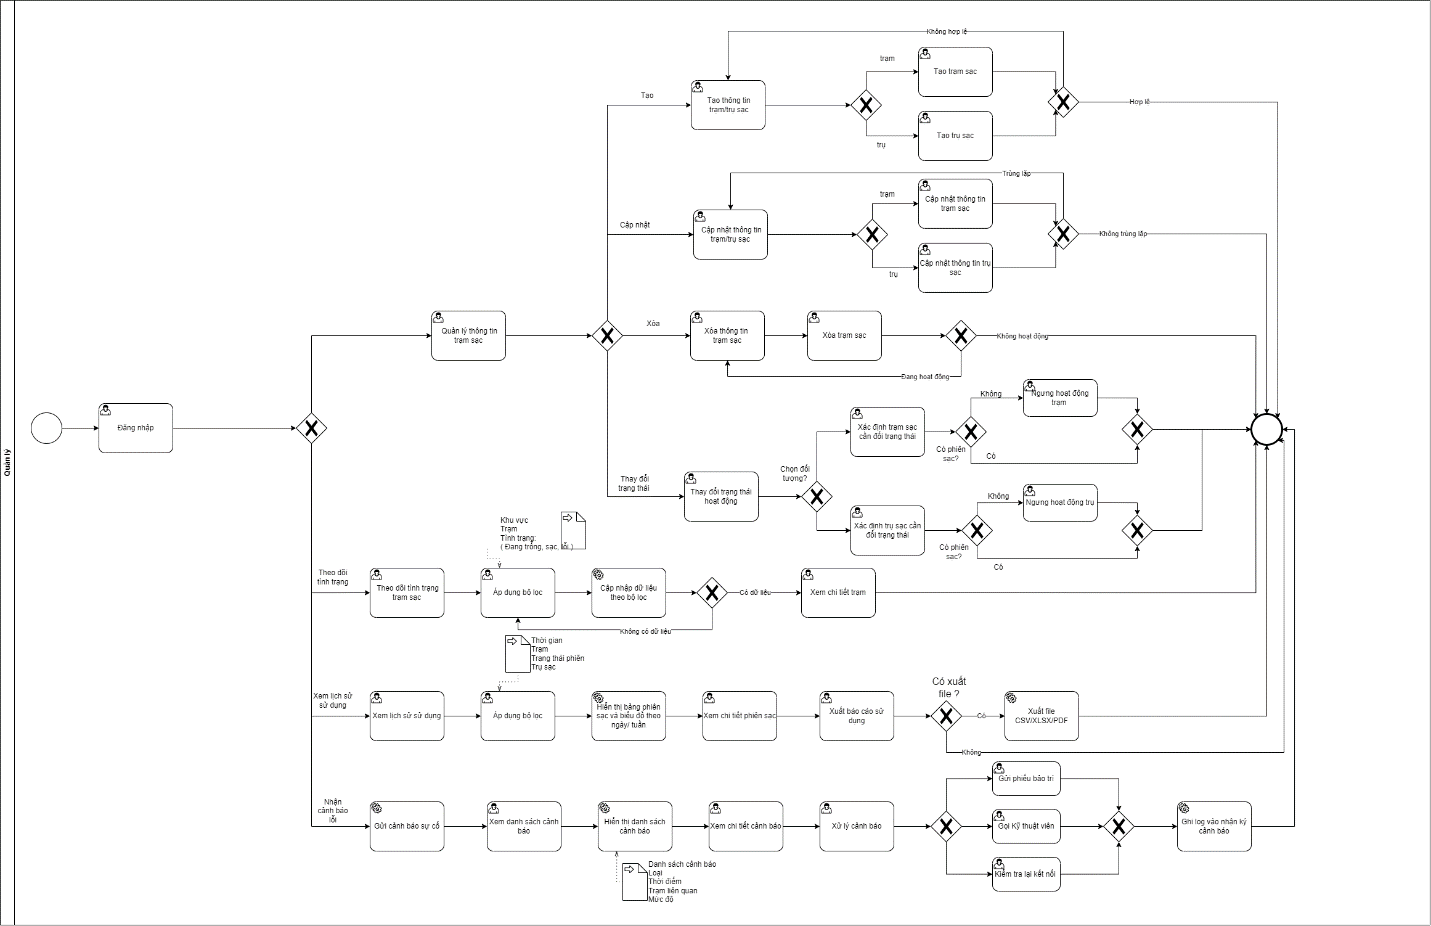 Quản lý
Đăng nhập
Quản lý thông tin
trạm sạc
Tạo
Tạo thông tin
trạm/trụ sạc
Không hợp lệ
trạm
Tạo trạm sạc
trụ
Tạo trụ sạc
Hợp lệ
Cập nhật
Cập nhật thông tin
trạm/trụ sạc
Trùng lặp
trạm
Cập nhật thông tin
trạm sạc
trụ
Cập nhật thông tin trụ
sạc
Không trùng lặp
Xóa
Xóa thông tin
trạm sạc
Xóa trạm sạc
Không hoạt động
Đang hoạt động
Thay đổi
trạng thái
Thay đổi trạng thái
hoạt động
Chọn đối
tượng?
Xác định trạm sạc
cần đổi trạng thái
Có phiên
sạc?
Không
Ngưng hoạt động
trạm
Có
Xác định trụ sạc cần
đổi trạng thái
Có phiên
sạc?
Không
Ngưng hoạt động trụ
Có
Khu vực
Trạm
Tình trạng:
( Đang trống, sạc, lỗi )
Theo dõi
tình trạng
Theo dõi tình trạng
trạm sạc
Áp dụng bộ lọc
Cập nhập dữ liệu
theo bộ lọc
Có dữ liệu
Xem chi tiết trạm
Không có dữ liệu
Thời gian
Trạm
Trạng thái phiên
Trụ sạc
Xem lịch sử
sử dụng
Xem lịch sử sử dụng
Áp dụng bộ lọc
Hiển thị bảng phiên
sạc và biểu đồ theo
ngày/ tuần
Xem chi tiết phiên sạc
Xuất báo cáo sử
dụng
Có xuất
file ?
Có
Xuất file
CSV/XLSX/PDF
Không
Nhận
cảnh báo
lỗi
Gửi cảnh báo sự cố
Xem danh sách cảnh
báo
Hiển thị danh sách
cảnh báo
Xem chi tiết cảnh báo
Xử lý cảnh báo
Gửi phiếu bảo trì
Gọi Kỹ thuật viên
Kiểm tra lại kết nối
Ghi log vào nhận ký
cảnh báo
Danh sách cảnh báo
Loại
Thời điểm
Trạm liên quan
Mức độ